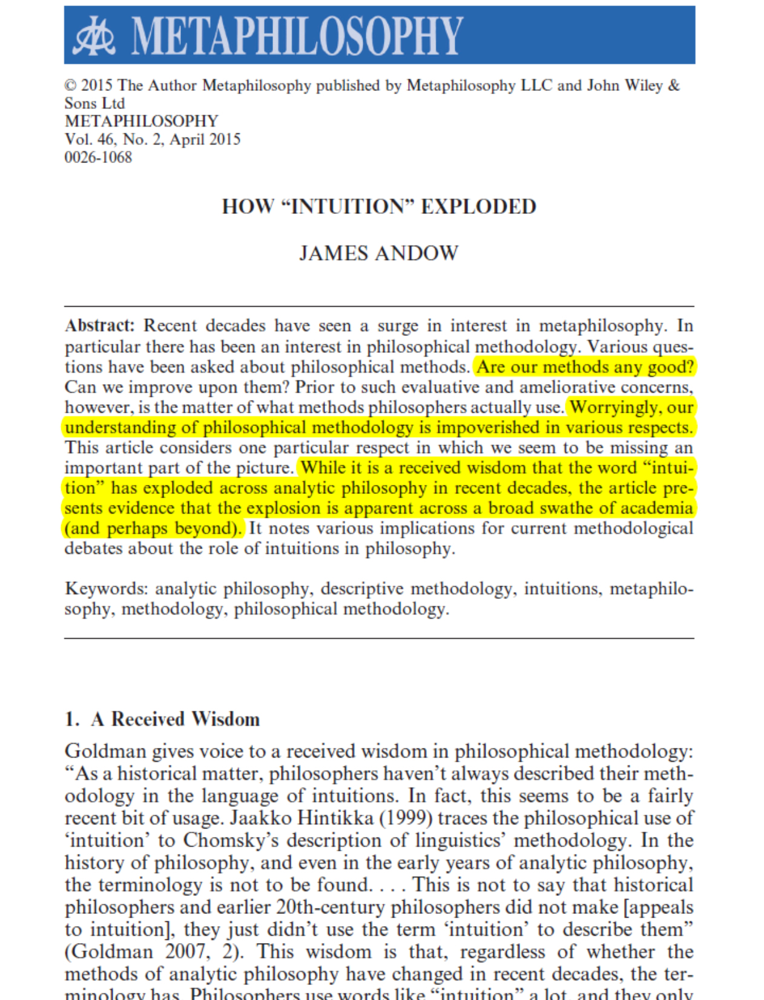 METAPHILOSOPHY
© 2015 The Author Metaphilosophy published by Metaphilosophy LLC and John Wiley &
Sons Ltd
METAPHILOSOPHY
Vol. 46, No. 2, April 2015
0026-1068
HOW “INTUITION” EXPLODED
JAMES ANDOW
Abstract: Recent decades have seen a surge in interest in metaphilosophy. In
particular there has been an interest in philosophical methodology. Various ques-
tions have been asked about philosophical methods. Are our methods any good?
Can we improve upon them? Prior to such evaluative and ameliorative concerns,
however, is the matter of what methods philosophers actually use. Worryingly, our
understanding of philosophical methodology is impoverished in various respects.
This article considers one particular respect in which we seem to be missing an
important part of the picture. While it is a received wisdom that the word “intui-
tion” has exploded across analytic philosophy in recent decades, the article pre-
sents evidence that the explosion is apparent across a broad swathe of academia
(and perhaps beyond). It notes various implications for current methodological
debates about the role of intuitions in philosophy.
Keywords: analytic philosophy, descriptive methodology, intuitions, metaphilo-
sophy, methodology, philosophical methodology.
1. A Received Wisdom
Goldman gives voice to a received wisdom in philosophical methodology:
“As a historical matter, philosophers haven’t always described their meth-
odology in the language of intuitions. In fact, this seems to be a fairly
recent bit of usage. Jaakko Hintikka (1999) traces the philosophical use of
‘intuition’ to Chomsky’s description of linguistics’ methodology. In the
history of philosophy, and even in the early years of analytic philosophy,
the terminology is not to be found. . . . This is not to say that historical
philosophers and earlier 20th-century philosophers did not make [appeals
to intuition], they just didn’t use the term ‘intuition’ to describe them”
(Goldman 2007, 2). This wisdom is that, regardless of whether the
methods of analytic philosophy have changed in recent decades, the ter-
minology has. Philosophers use words like “intuition” a lot, and they only